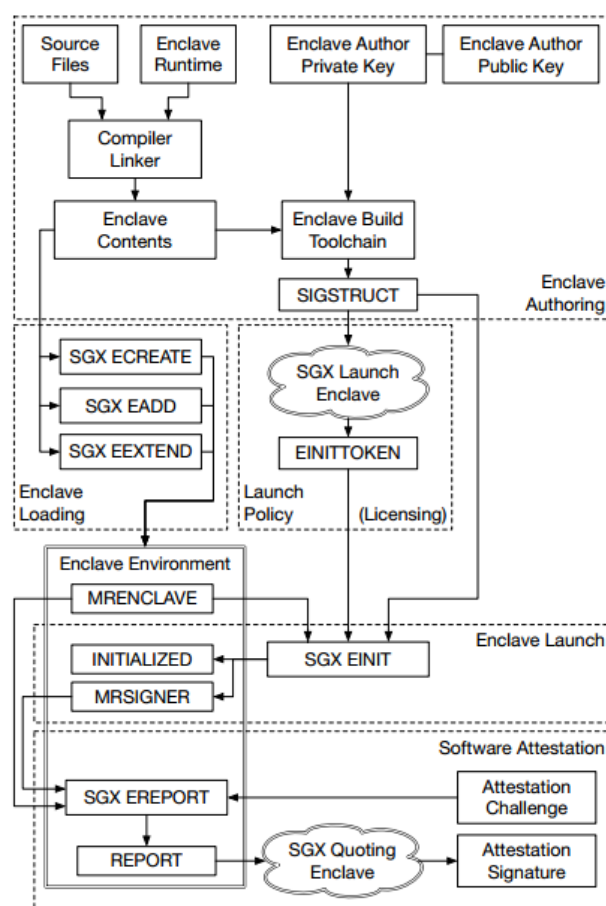 Source
Files
Enclave
Runtime
Enclave Author
Private Key
Enclave Author
Public Key
Compiler
Linker
Enclave
Contents
Enclave Build
Toolchain
SIGSTRUCT
Enclave
Authoring
SGX ECREATE
SGX EADD
SGX EEXTEND
Enclave
Loading
SGX Launch
Enclave
EINITTOKEN
Launch
Policy
(Licensing)
Enclave Environment
MRENCLAVE
Enclave Launch
INITIALIZED
SGX EINIT
MRSIGNER
Software Attestation
SGX EREPORT
Attestation
Challenge
REPORT
SGX Quoting
Enclave
Attestation
Signature